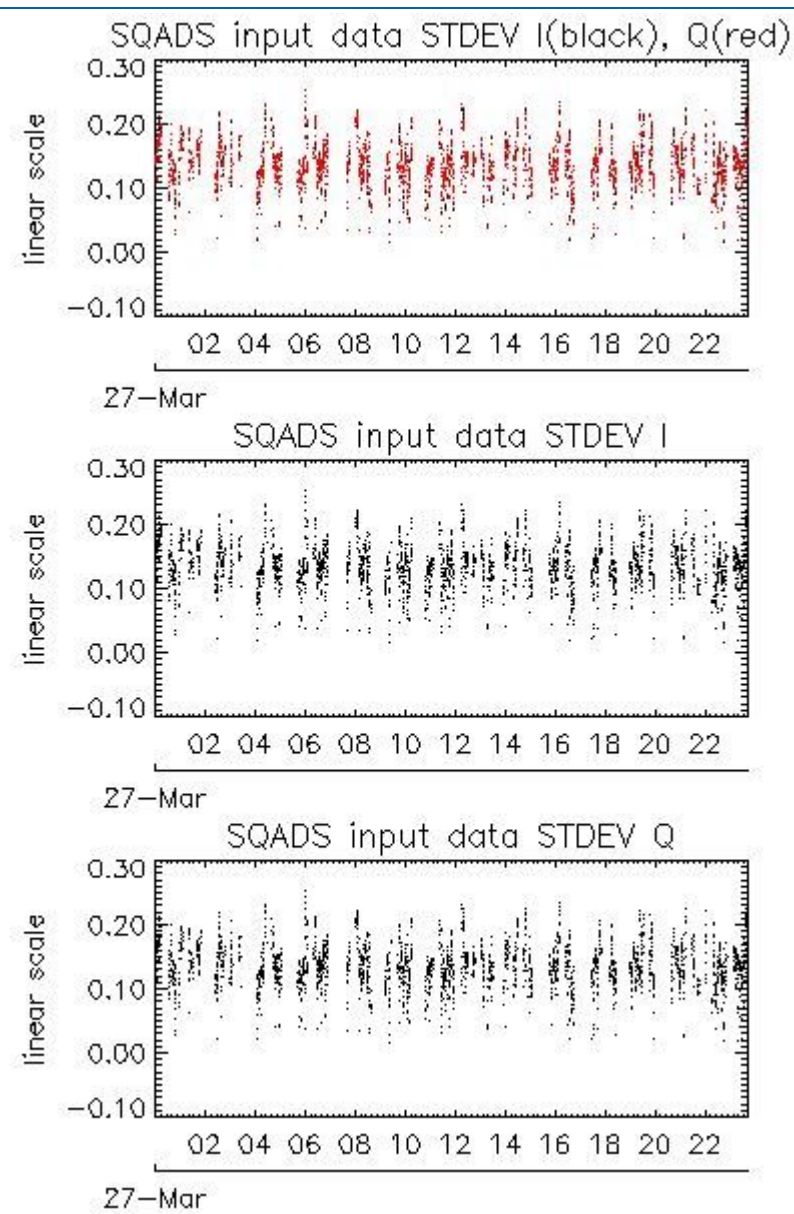 SQADS input data STDEV I(black), Q(red)
0.30
0.20
0.10
0.00
−0.10
linear scale
02 04 06 08 10 12 14 16 18 20 22
27−Mar
SQADS input data STDEV I
0.30
0.20
0.10
0.00
−0.10
linear scale
02 04 06 08 10 12 14 16 18 20 22
27−Mar
SQADS input data STDEV Q
0.30
0.20
0.10
0.00
−0.10
linear scale
02 04 06 08 10 12 14 16 18 20 22
27−Mar